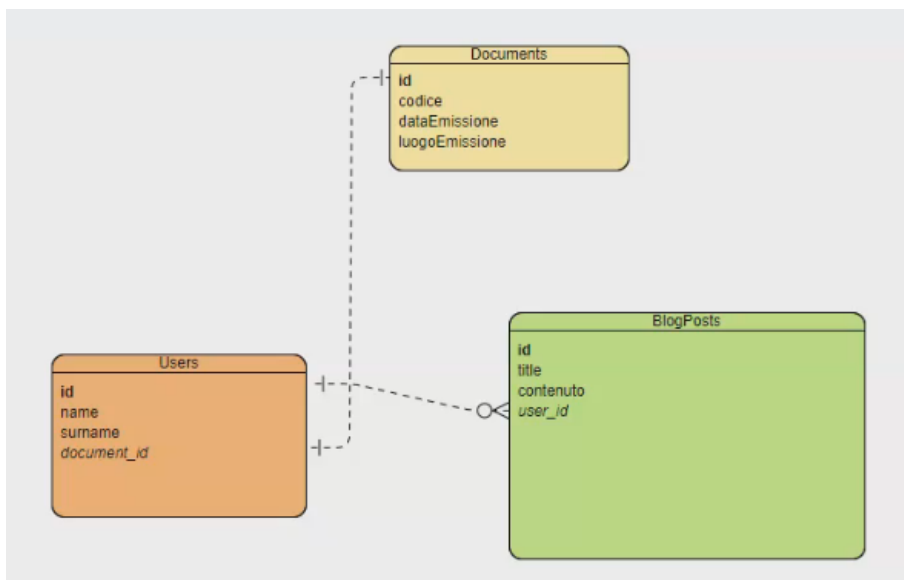 Documents
id
codice
dataEmissione
luogoEmissione
Users
id
name
surname
document_id
BlogPosts
id
title
contenuto
user_id